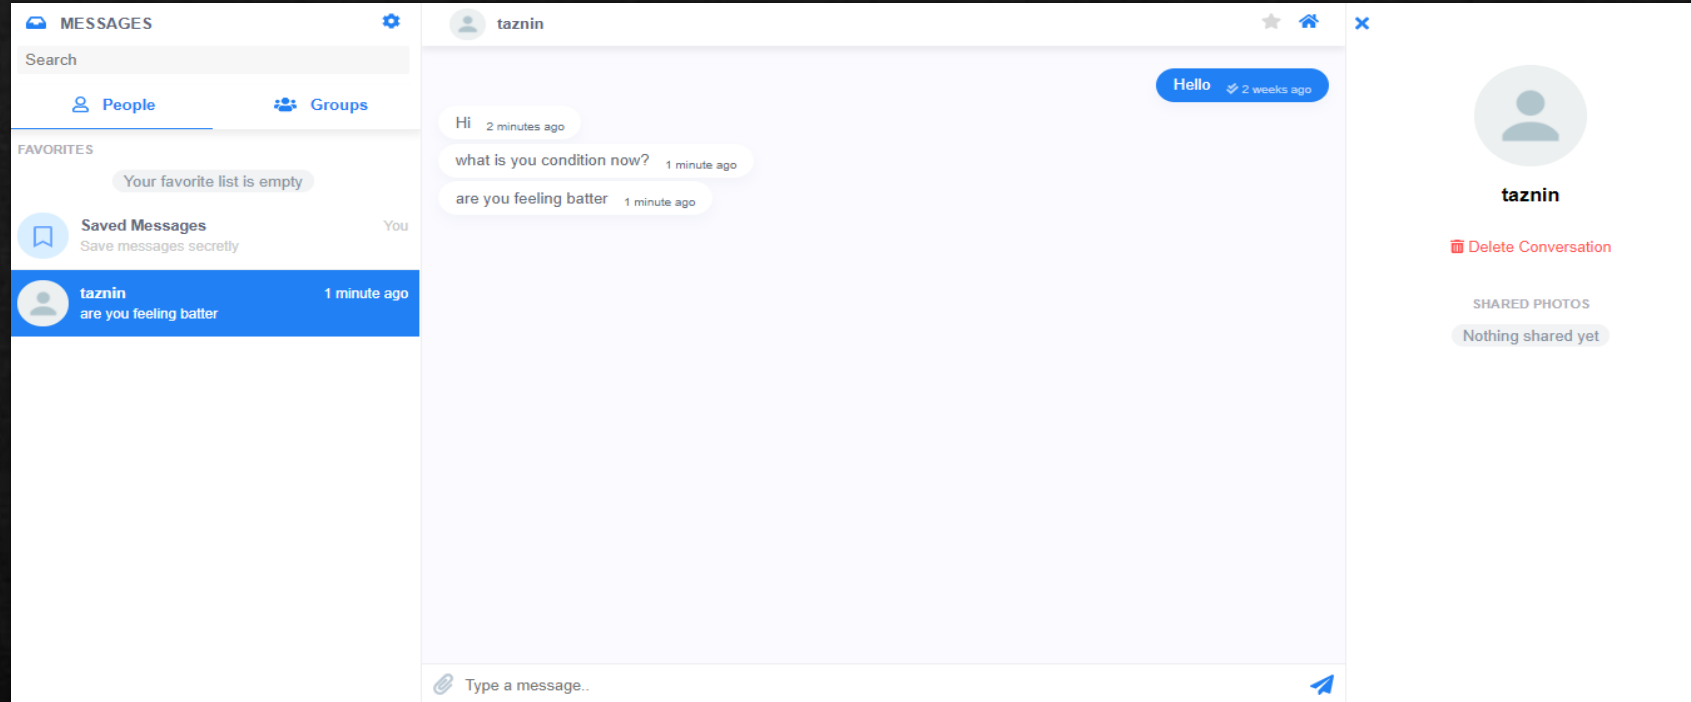 MESSAGES
Search
People Groups
FAVORITES
Your favorite list is empty
Saved Messages You
Save messages secretly
taznin 1 minute ago
are you feeling batter
taznin
Hello 2 weeks ago
Hi 2 minutes ago
what is you condition now? 1 minute ago
are you feeling batter 1 minute ago
Type a message..
taznin
Delete Conversation
SHARED PHOTOS
Nothing shared yet